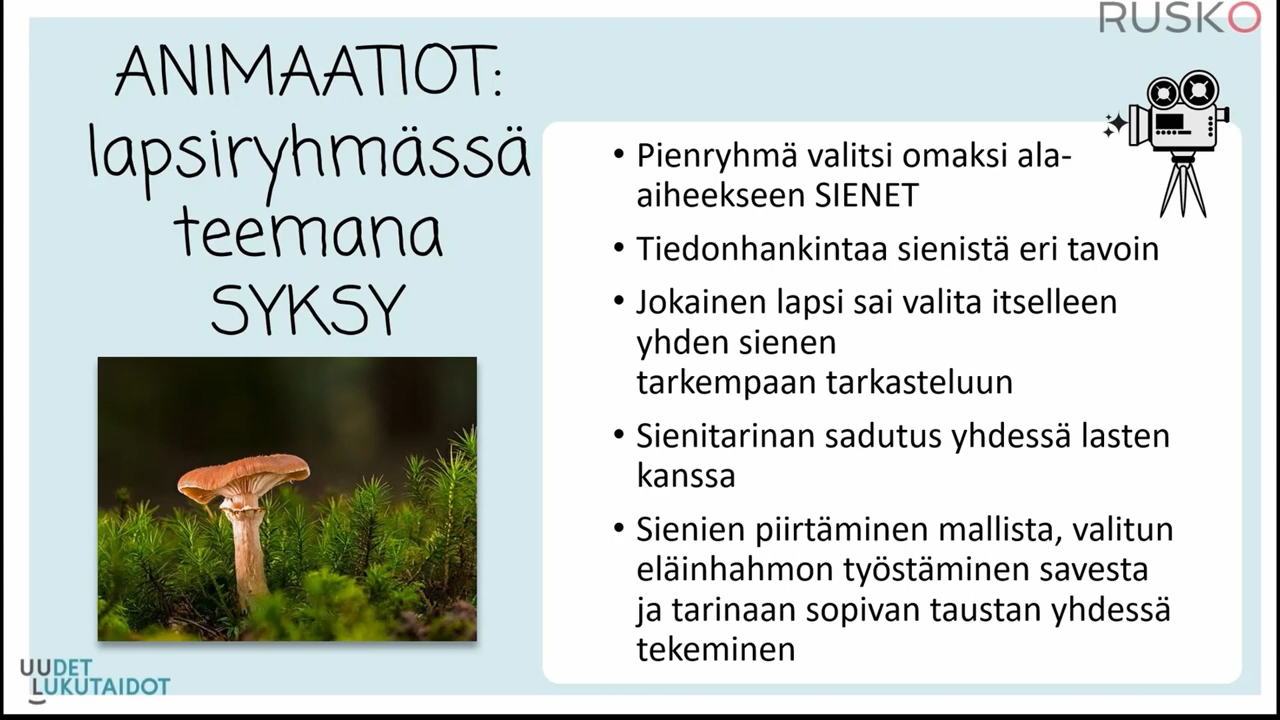 RUSKO
ANIMAATIOT:
lapsiryhmässä
teemana
SYKSY
• Pienryhmä valitsi omaksi ala-
aiheekseen SIENET
• Tiedonhankintaa sienistä eri tavoin
• Jokainen lapsi sai valita itselleen
yhden sienen
tarkempaan tarkasteluun
• Sienitarinan sadutus yhdessä lasten
kanssa
• Sienien piirtäminen mallista, valitun
eläinhahmon työstäminen savesta
ja tarinaan sopivan taustan yhdessä
tekeminen
UUDET
LUKUTAIDOT